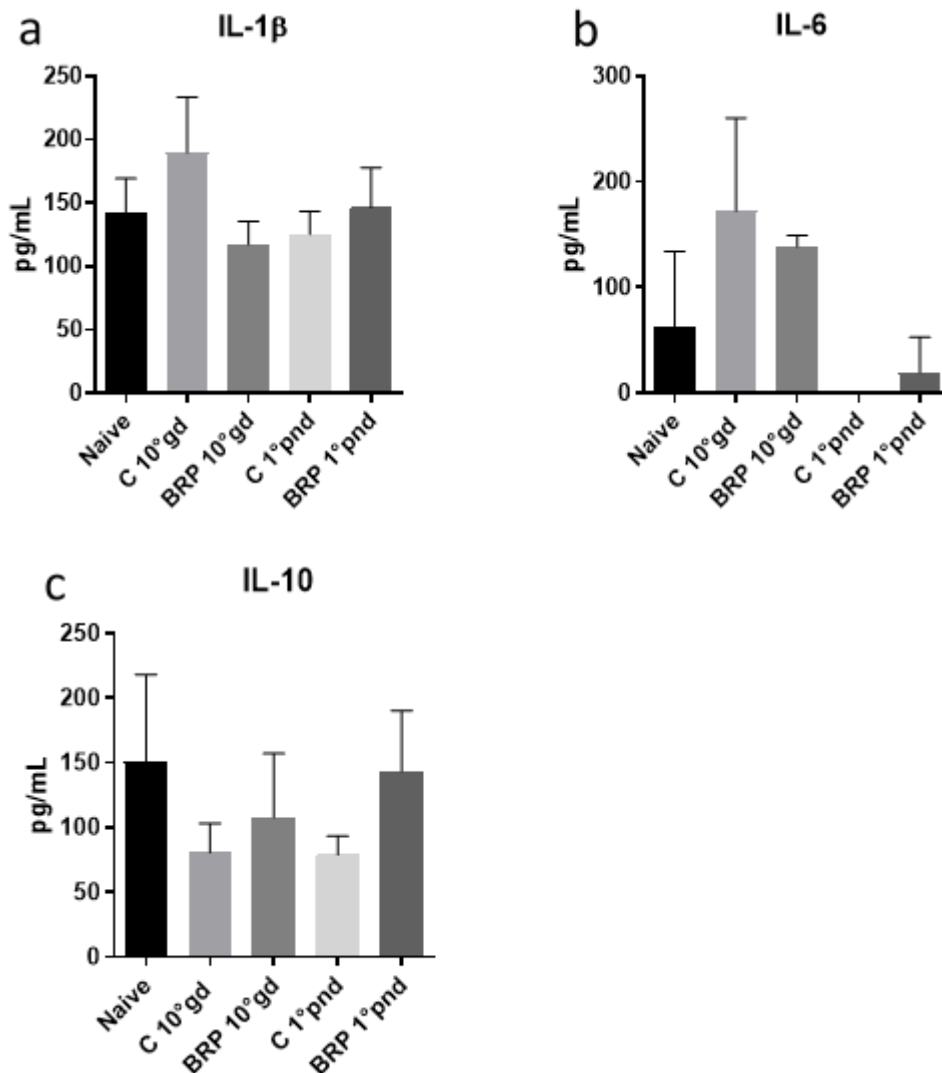 a
IL-1β
250
200
150
100
50
0
pg/mL
Naive
C 10°gd
BRP 10°gd
C 1°pnd
BRP 1°pnd
b
IL-6
300
200
100
0
pg/mL
Naive
C 10°gd
BRP 10°gd
C 1°pnd
BRP 1°pnd
c
IL-10
250
200
150
100
50
0
pg/mL
Naive
C 10°gd
BRP 10°gd
C 1°pnd
BRP 1°pnd